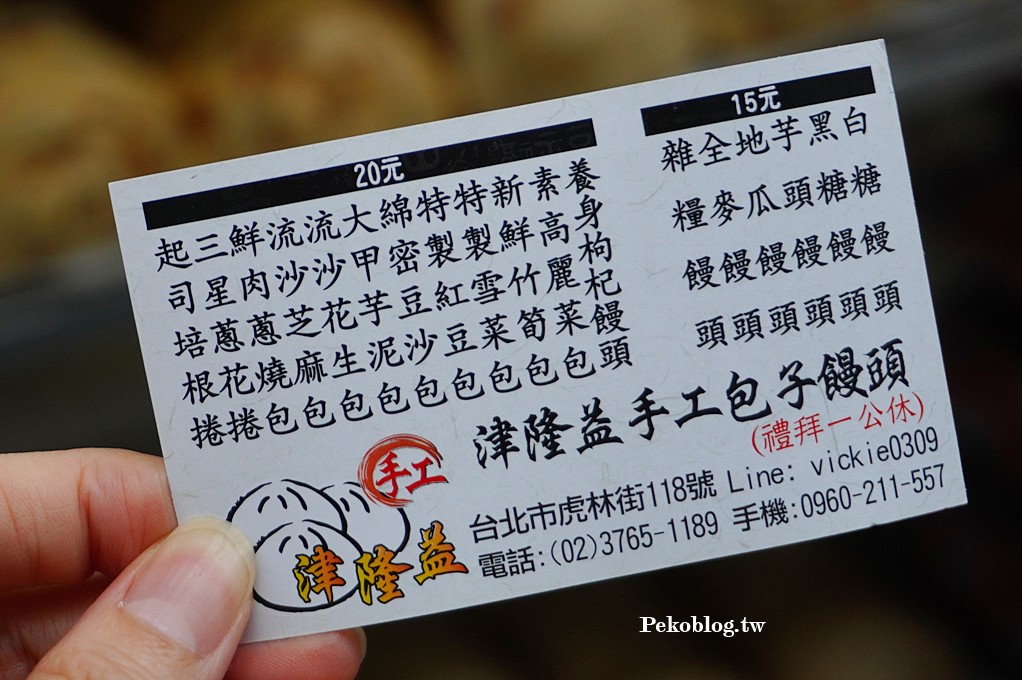 15元
白糖饅頭
黑糖饅頭
芋頭饅頭
地瓜饅頭
全麥饅頭
雜糧饅頭
20元
養身枸杞饅頭
素高麗菜包
新鮮竹筍包
特製雪菜包
特製紅豆包
綿密豆沙包
大甲芋泥包
流沙花生包
流沙芝麻包
鮮肉蔥燒包
三星蔥花捲
起司培根捲
津隆益手工包子饅頭
(禮拜一公休)
手工
津隆益
台北市虎林街118號 Line: vickie0309
電話:(02)3765-1189 手機:0960-211-557
Pekoblog.tw